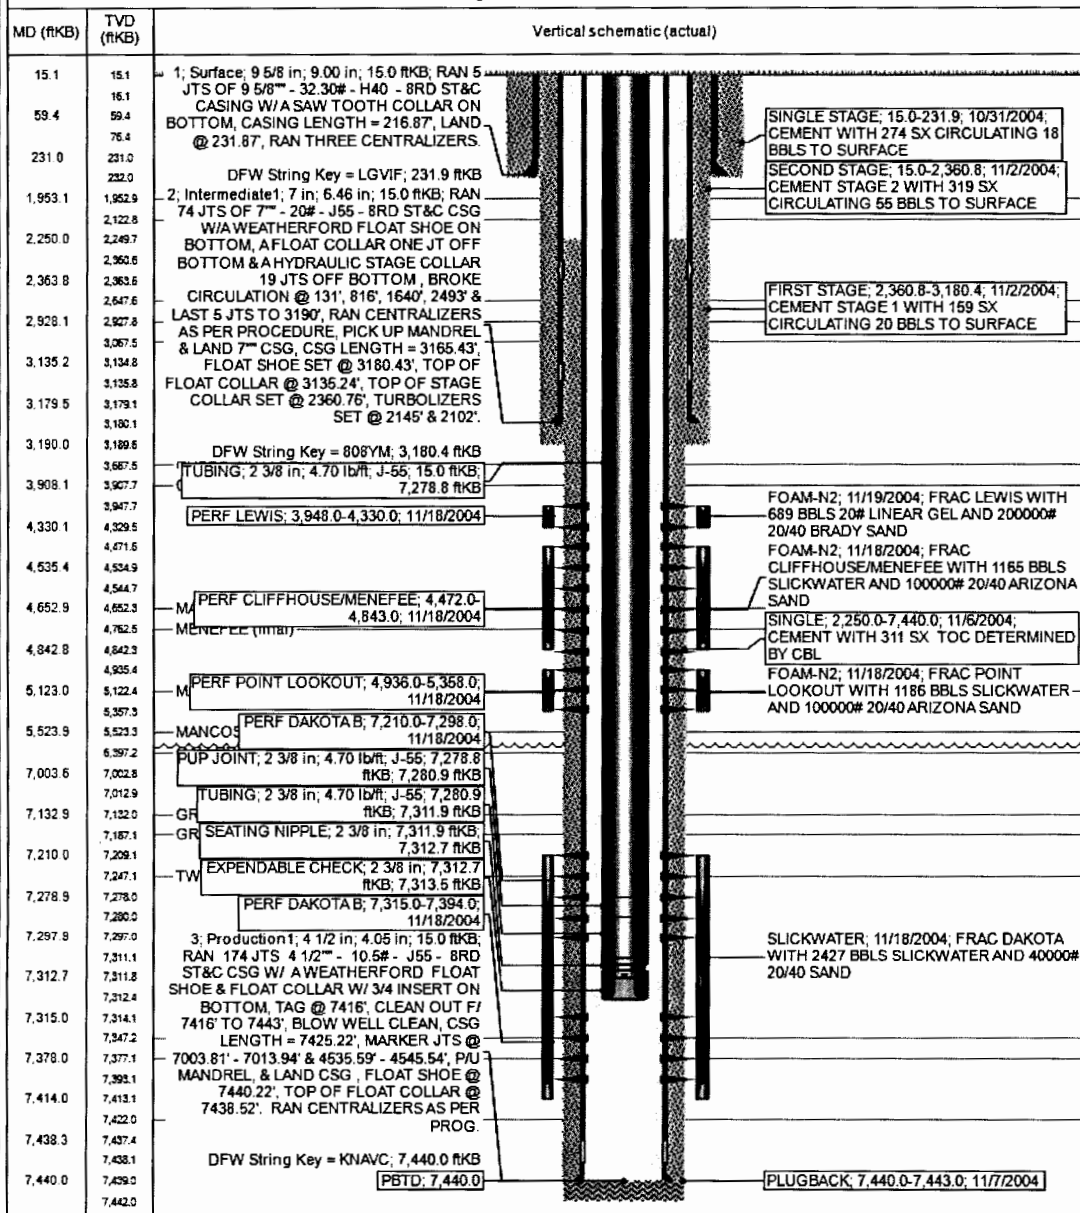 MD (ftKB)
TVD
(ftKB)
Vertical schematic (actual)
15.1
59.4
231.0
1,953.1
2,250.0
2,363.8
2,928.1
3,135.2
3,179.5
3,190.0
3,908.1
4,330.1
4,535.4
4,652.9
4,842.8
5,123.0
5,523.9
7,003.6
7,132.9
7,210.0
7,278.9
7,297.9
7,312.7
7,315.0
7,378.0
7,414.0
7,438.3
7,440.0
15.1
16.1
59.4
76.4
231.0
232.0
1,952.9
2,122.8
2,249.7
2,360.6
2,363.6
2,647.6
2,927.8
3,067.5
3,134.8
3,135.8
3,179.1
3,180.1
3,189.6
3,667.5
3,907.7
3,947.7
4,329.5
4,471.6
4,534.9
4,544.7
4,652.3
4,762.5
4,842.3
4,935.4
5,122.4
5,357.3
5,523.3
6,397.2
7,002.8
7,012.9
7,132.0
7,187.1
7,209.1
7,247.1
7,278.0
7,280.0
7,297.0
7,311.1
7,311.8
7,312.4
7,314.1
7,347.2
7,377.1
7,393.1
7,413.1
7,422.0
7,437.4
7,438.1
7,439.0
7,442.0
1; Surface; 9 5/8 in; 9.00 in; 15.0 ftKB; RAN 5
JTS OF 9 5/8"" - 32.30# - H40 - 8RD ST&C
CASING W/ A SAW TOOTH COLLAR ON
BOTTOM, CASING LENGTH = 216.87', LAND
@ 231.87', RAN THREE CENTRALIZERS.
DFW String Key = LGVIF; 231.9 ftKB
2; Intermediate1; 7 in; 6.46 in; 15.0 ftKB; RAN
74 JTS OF 7"" - 20# - J55 - 8RD ST&C CSG
W/A WEATHERFORD FLOAT SHOE ON
BOTTOM, A FLOAT COLLAR ONE JT OFF
BOTTOM & A HYDRAULIC STAGE COLLAR
19 JTS OFF BOTTOM , BROKE
CIRCULATION @ 131', 816', 1640', 2493' &
LAST 5 JTS TO 3190', RAN CENTRALIZERS
AS PER PROCEDURE, PICK UP MANDREL
& LAND 7"" CSG, CSG LENGTH = 3165.43',
FLOAT SHOE SET @ 3180.43', TOP OF
FLOAT COLLAR @ 3135.24', TOP OF STAGE
COLLAR SET @ 2360.76', TURBOLIZERS
SET @ 2145' & 2102'.
DFW String Key = 808YM; 3,180.4 ftKB
TUBING; 2 3/8 in; 4.70 lb/ft; J-55; 15.0 ftKB;
7,278.8 ftKB
PERF LEWIS; 3,948.0-4,330.0; 11/18/2004
PERF CLIFFHOUSE/MENEFEE; 4,472.0-
4,843.0; 11/18/2004
MENEFEE (final)
PERF POINT LOOKOUT; 4,936.0-5,358.0;
11/18/2004
PERF DAKOTA B; 7,210.0-7,298.0;
11/18/2004
MANCOS
PUP JOINT; 2 3/8 in; 4.70 lb/ft; J-55; 7,278.8
ftKB; 7,280.9 ftKB
TUBING; 2 3/8 in; 4.70 lb/ft; J-55; 7,280.9
ftKB; 7,311.9 ftKB
GR
SEATING NIPPLE; 2 3/8 in; 7,311.9 ftKB;
7,312.7 ftKB
GR
EXPENDABLE CHECK; 2 3/8 in; 7,312.7
ftKB; 7,313.5 ftKB
TW
PERF DAKOTA B; 7,315.0-7,394.0;
11/18/2004
3; Production1; 4 1/2 in; 4.05 in; 15.0 ftKB;
RAN 174 JTS 4 1/2"" - 10.5# - J55 - 8RD
ST&C CSG W/ A WEATHERFORD FLOAT
SHOE & FLOAT COLLAR W/ 3/4 INSERT ON
BOTTOM, TAG @ 7416', CLEAN OUT F/
7416' TO 7443', BLOW WELL CLEAN, CSG
LENGTH = 7425.22', MARKER JTS @
7003.81' - 7013.94' & 4535.59' - 4545.54', P/U
MANDREL, & LAND CSG , FLOAT SHOE @
7440.22', TOP OF FLOAT COLLAR @
7438.52'. RAN CENTRALIZERS AS PER
PROG.
DFW String Key = KNAVC; 7,440.0 ftKB
PBTD; 7,440.0
SINGLE STAGE; 15.0-231.9; 10/31/2004;
CEMENT WITH 274 SX CIRCULATING 18
BBLS TO SURFACE
SECOND STAGE; 15.0-2,360.8; 11/2/2004;
CEMENT STAGE 2 WITH 319 SX
CIRCULATING 55 BBLS TO SURFACE
FIRST STAGE; 2,360.8-3,180.4; 11/2/2004;
CEMENT STAGE 1 WITH 159 SX
CIRCULATING 20 BBLS TO SURFACE
FOAM-N2; 11/19/2004; FRAC LEWIS WITH
689 BBLS 20# LINEAR GEL AND 200000#
20/40 BRADY SAND
FOAM-N2; 11/18/2004; FRAC
CLIFFHOUSE/MENEFEE WITH 1165 BBLS
SLICKWATER AND 100000# 20/40 ARIZONA
SAND
SINGLE; 2,250.0-7,440.0; 11/6/2004;
CEMENT WITH 311 SX TOC DETERMINED
BY CBL
FOAM-N2; 11/18/2004; FRAC POINT
LOOKOUT WITH 1186 BBLS SLICKWATER
AND 100000# 20/40 ARIZONA SAND
SLICKWATER; 11/18/2004; FRAC DAKOTA
WITH 2427 BBLS SLICKWATER AND 40000#
20/40 SAND
PLUGBACK; 7,440.0-7,443.0; 11/7/2004